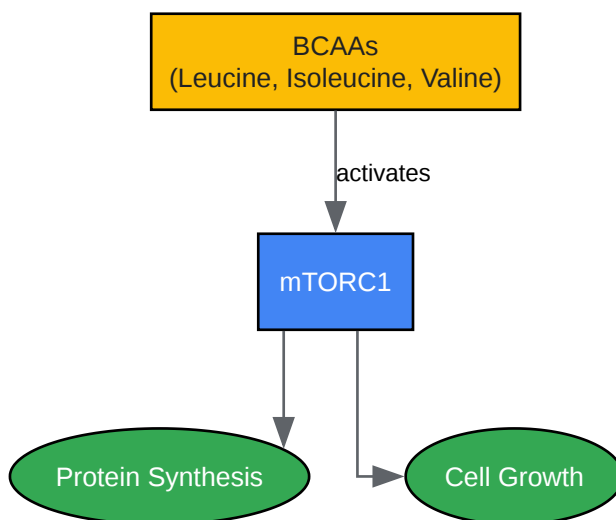 BCAAs
(Leucine, Isoleucine, Valine)
activates
mTORC1
Protein Synthesis
Cell Growth